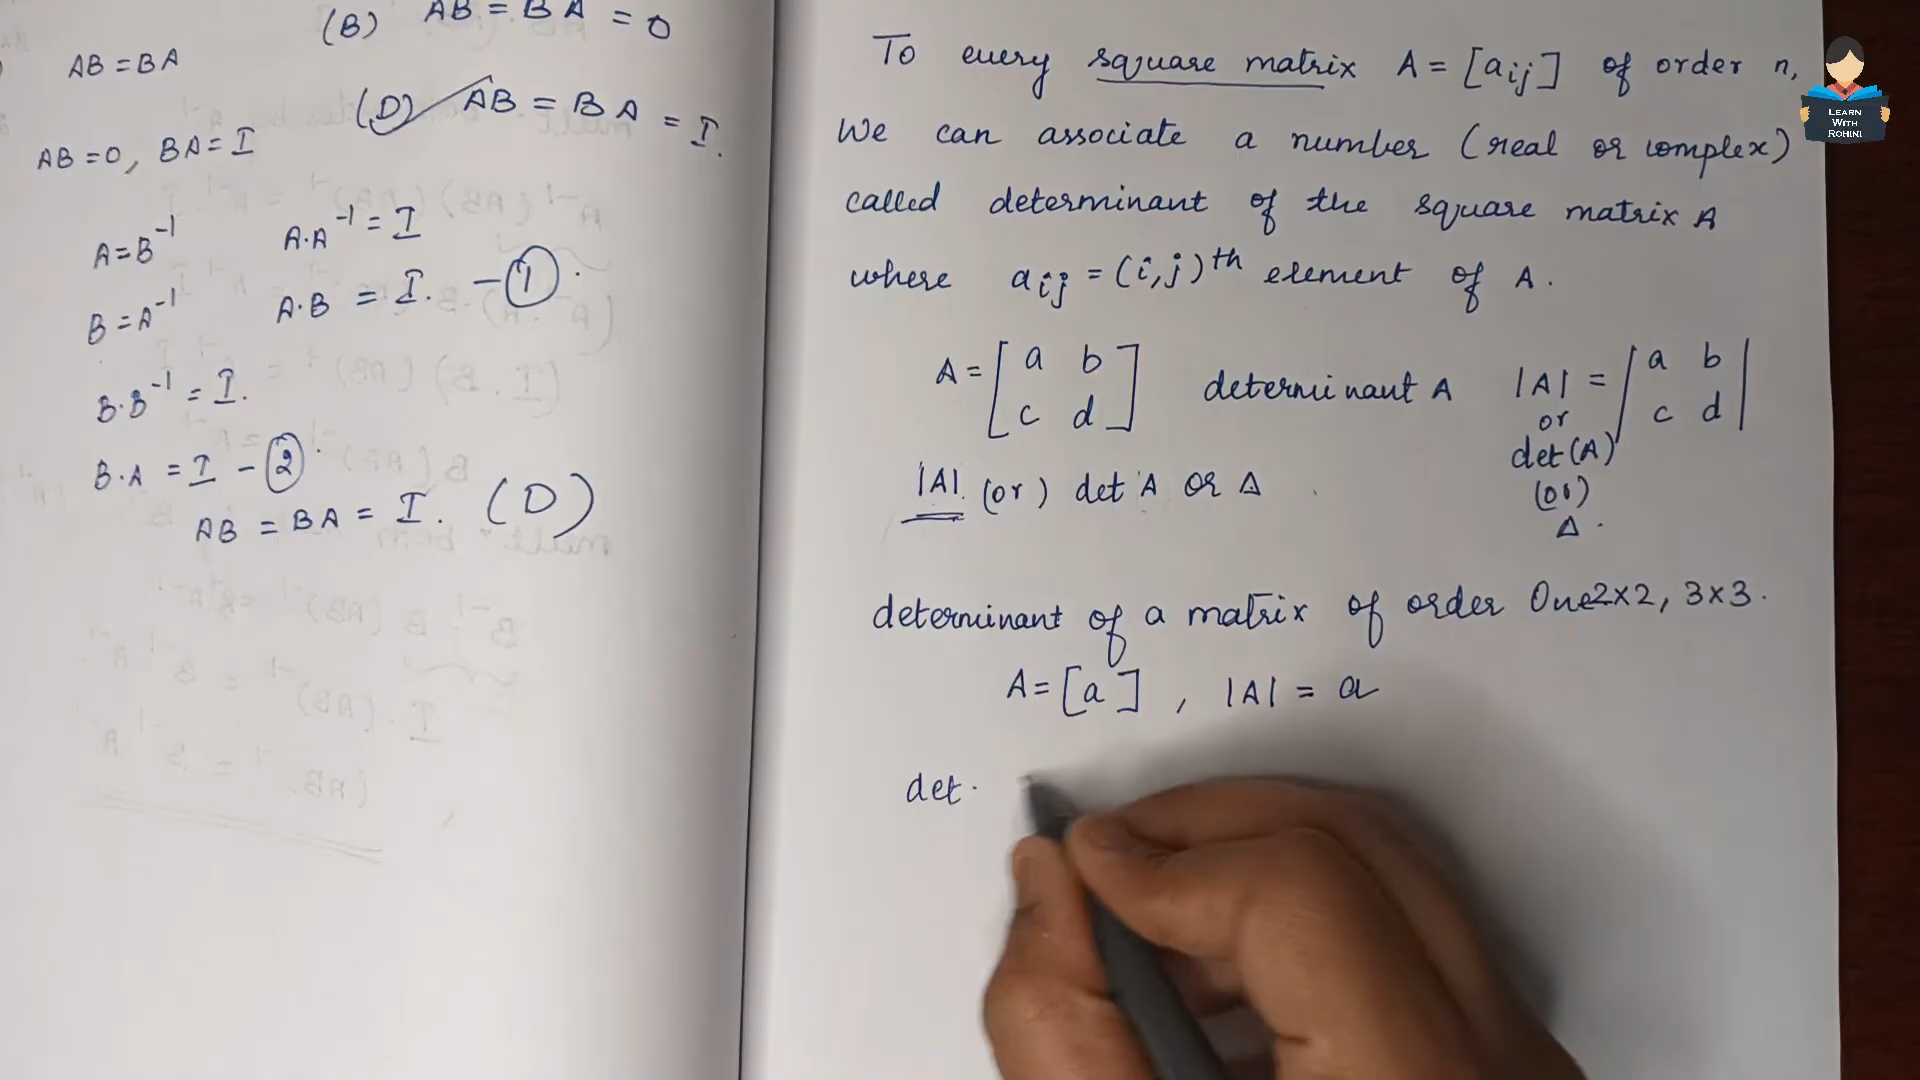 (B) AB = BA = 0
AB = BA
(D) AB = BA = I.
AB = 0, BA = I
A = B⁻¹ A·A⁻¹ = I
A·B = I. - ①.
B = A⁻¹
B·B⁻¹ = I.
B·A = I - ②
AB = BA = I. (D)
To every square matrix A = [aij] of order n,
We can associate a number (real or complex)
called determinant of the square matrix A
where aij = (i,j)th element of A.
A = [a b
c d] determinant A |A| = |a b
c d|
or
det(A)
(or)
Δ.
|A|. (or) det A OR Δ
determinant of a matrix of order One 2×2, 3×3.
A = [a] , |A| = a
det.
LEARN
WITH
ROHINI